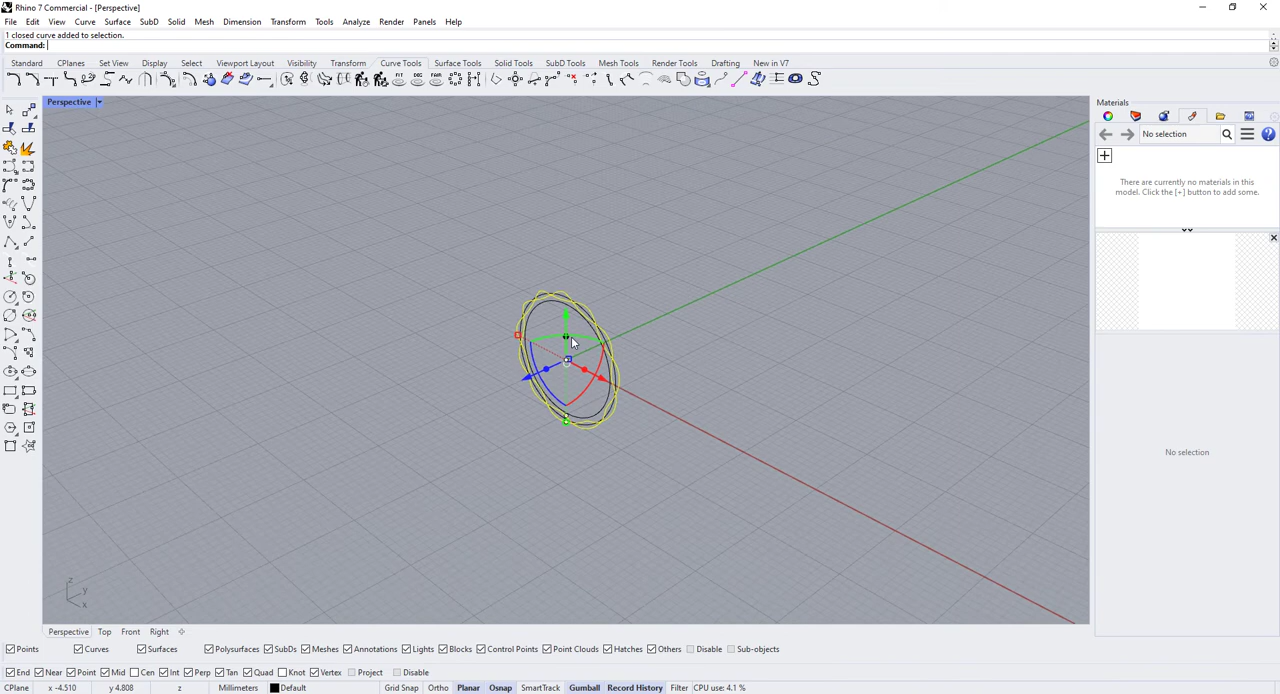 Rhino 7 Commercial - [Perspective]
File Edit View Curve Surface SubD Solid Mesh Dimension Transform Tools Analyze Render Panels Help
1 closed curve added to selection.
Command:
Standard CPlanes Set View Display Select Viewport Layout Visibility Transform Curve Tools Surface Tools Solid Tools SubD Tools Mesh Tools Render Tools Drafting New in V7
FIT DEG FAIR
Perspective
Materials
No selection
There are currently no materials in this
model. Click the [+] button to add some.
No selection
z
y
x
Perspective Top Front Right
Points Curves Surfaces Polysurfaces SubDs Meshes Annotations Lights Blocks Control Points Point Clouds Hatches Others Disable Sub-objects
End Near Point Mid Cen Int Perp Tan Quad Knot Vertex Project Disable
CPlane x -4.510 y 4.808 z Millimeters Default Grid Snap Ortho Planar Osnap SmartTrack Gumball Record History Filter CPU use: 4.1 %